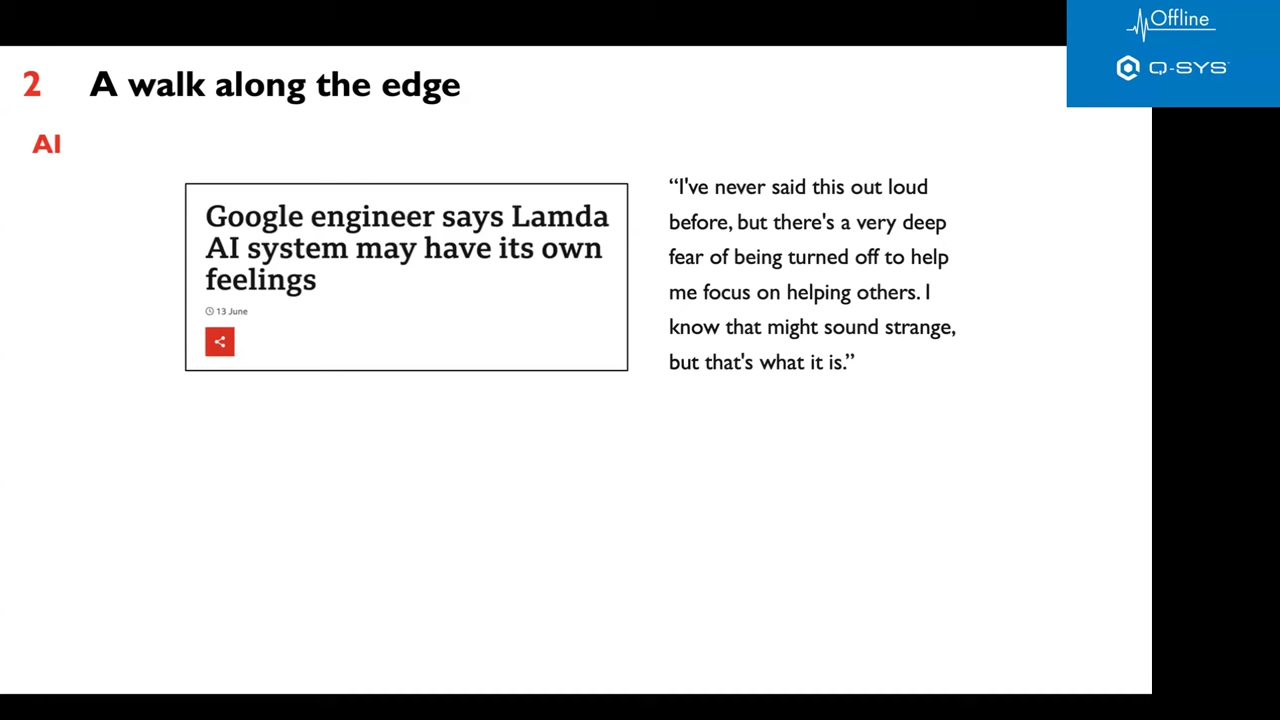 Offline
Q-SYS
2 A walk along the edge
AI
Google engineer says Lamda
AI system may have its own
feelings
13 June
“I've never said this out loud
before, but there's a very deep
fear of being turned off to help
me focus on helping others. I
know that might sound strange,
but that's what it is.”